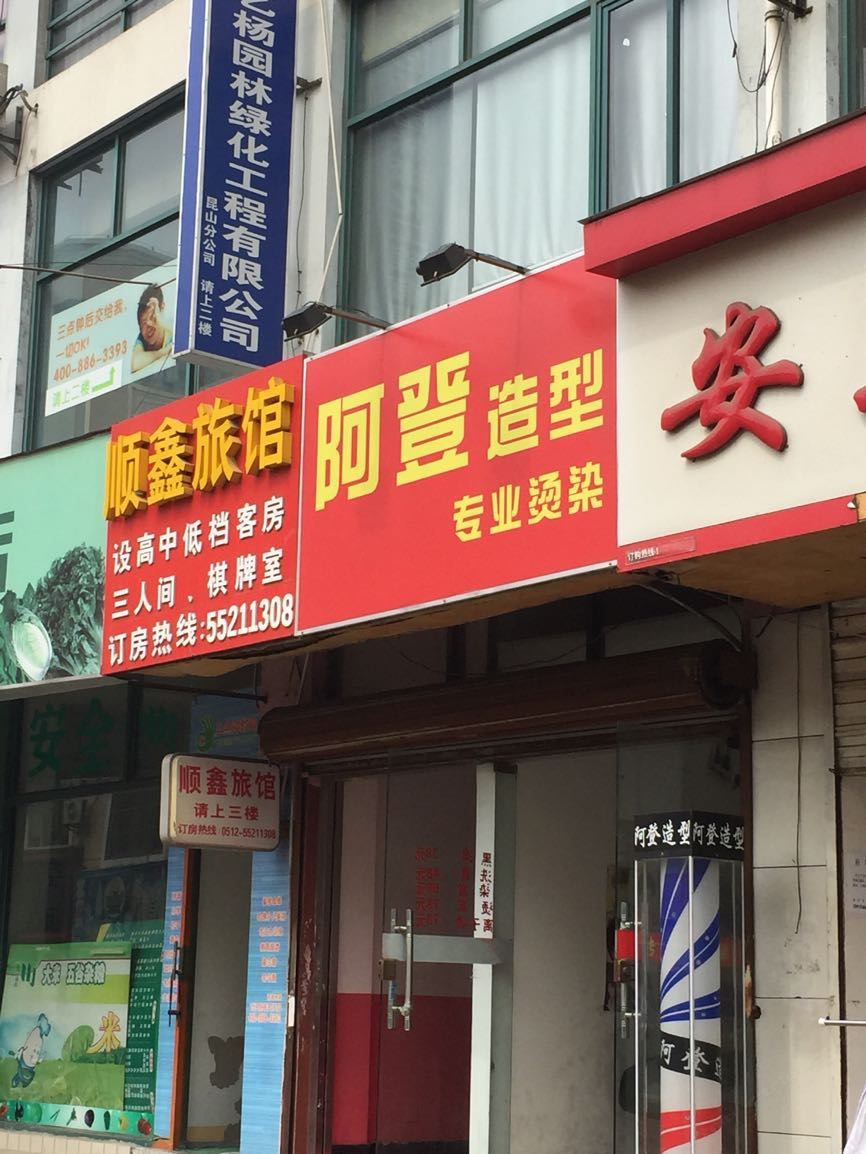 杨园林绿化工程有限公司
昆山分公司 请上二楼
三点钟后交给我,
一切OK!
400-886-3393
请上二楼
顺鑫旅馆
设高中低档客房
三人间、棋牌室
订房热线:55211308
阿登造型
专业烫染
安
订购热线:
安全
顺鑫旅馆
请上三楼
订房热线:0512-55211308
阿登造型阿登造型
阿登
大米 五谷杂粮
米